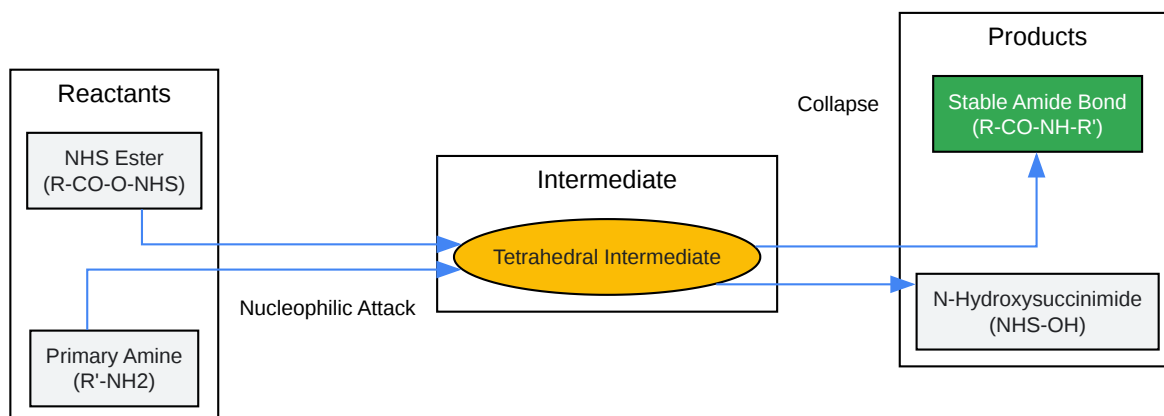 Reactants
NHS Ester
(R-CO-O-NHS)
Primary Amine
(R'-NH2)
Nucleophilic Attack
Intermediate
Tetrahedral Intermediate
Collapse
Products
Stable Amide Bond
(R-CO-NH-R')
N-Hydroxysuccinimide
(NHS-OH)